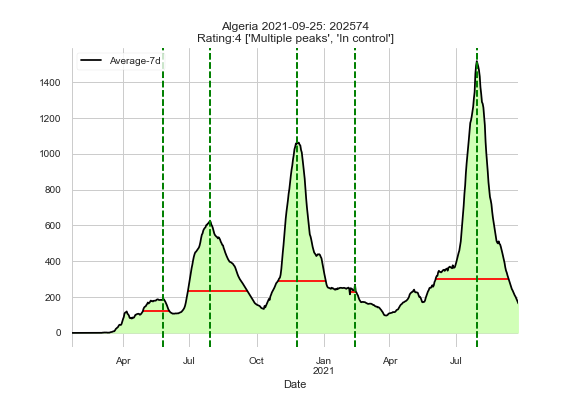 Algeria 2021-09-25: 202574
Rating:4 ['Multiple peaks', 'In control']
Average-7d
1400
1200
1000
800
600
400
200
0
Apr
Jul
Oct
Jan
2021
Apr
Jul
Date